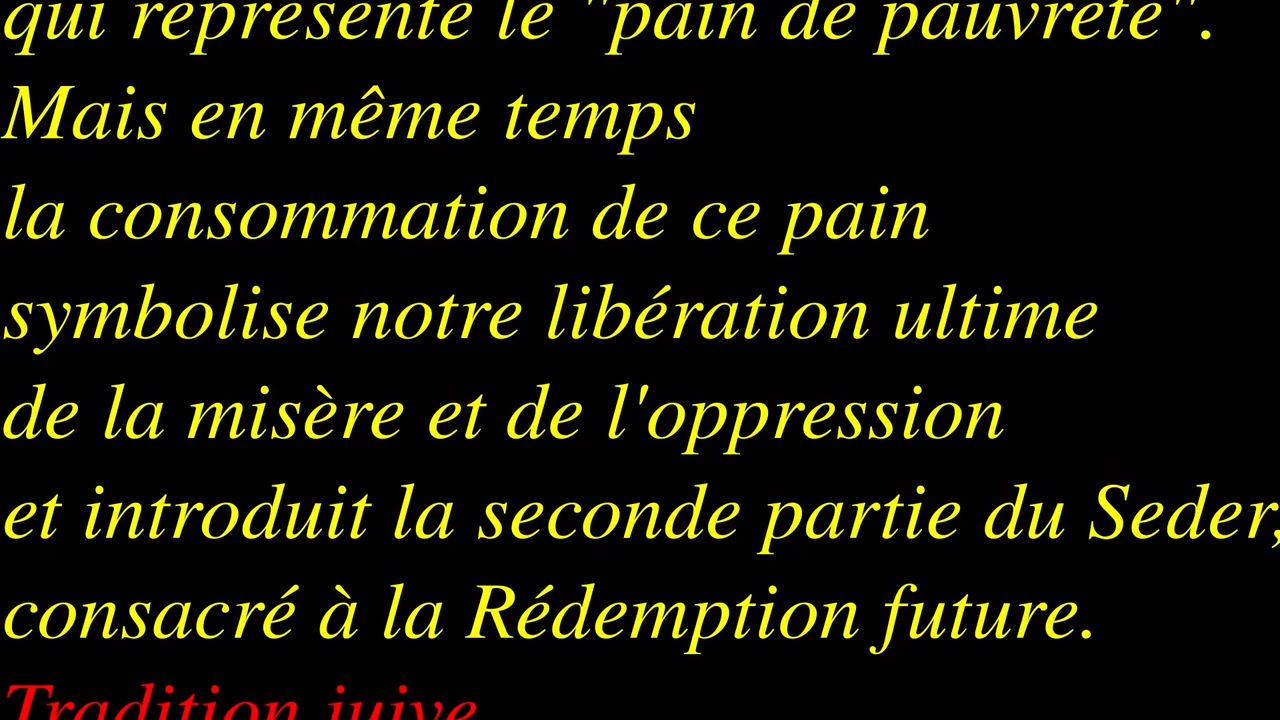 qui représente le "pain de pauvreté".
Mais en même temps
la consommation de ce pain
symbolise notre libération ultime
de la misère et de l'oppression
et introduit la seconde partie du Seder,
consacré à la Rédemption future.
Tradition juive